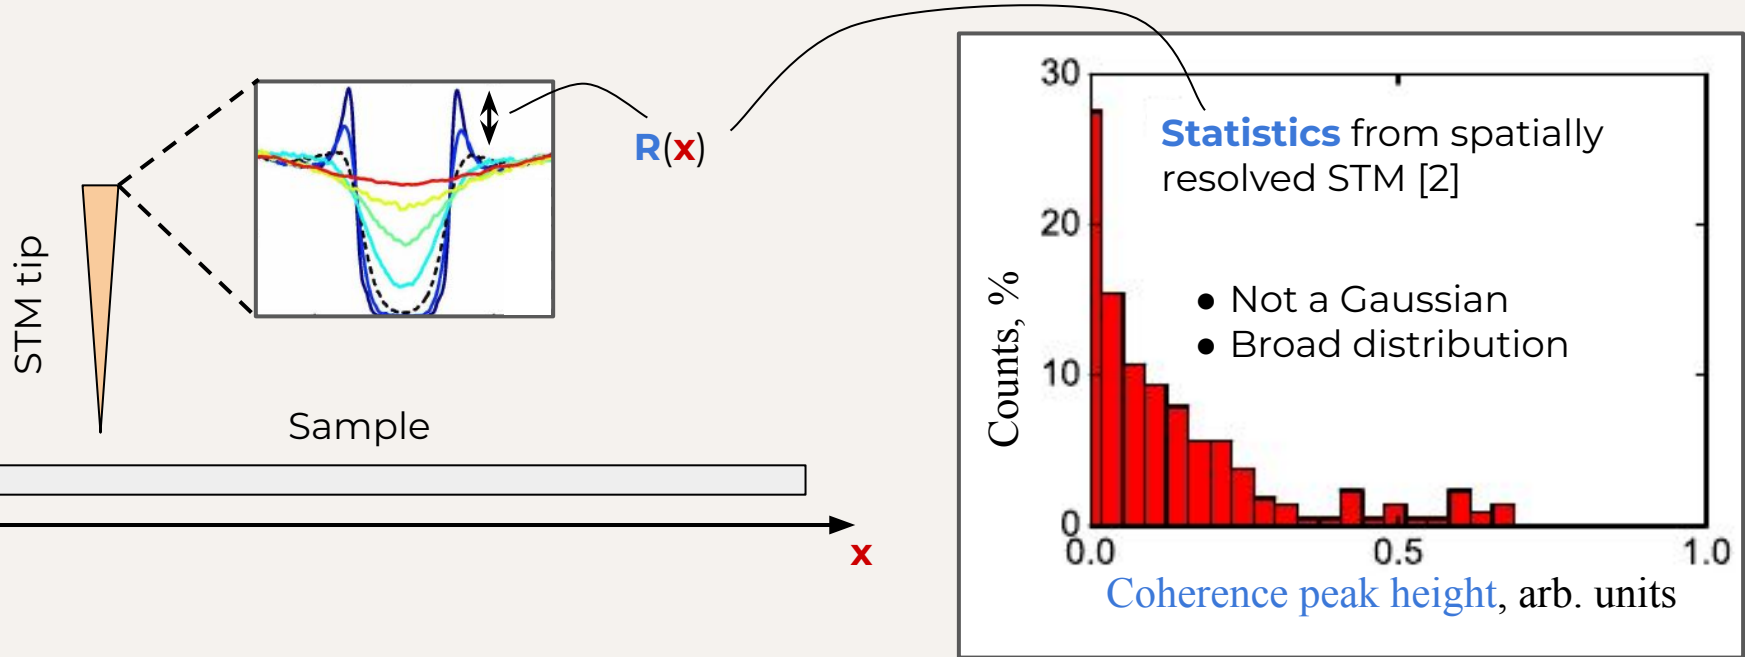 STM tip
R(x)
Sample
x
30
20
10
0
Counts, %
Statistics from spatially
resolved STM [2]
● Not a Gaussian
● Broad distribution
0.0 0.5 1.0
Coherence peak height, arb. units